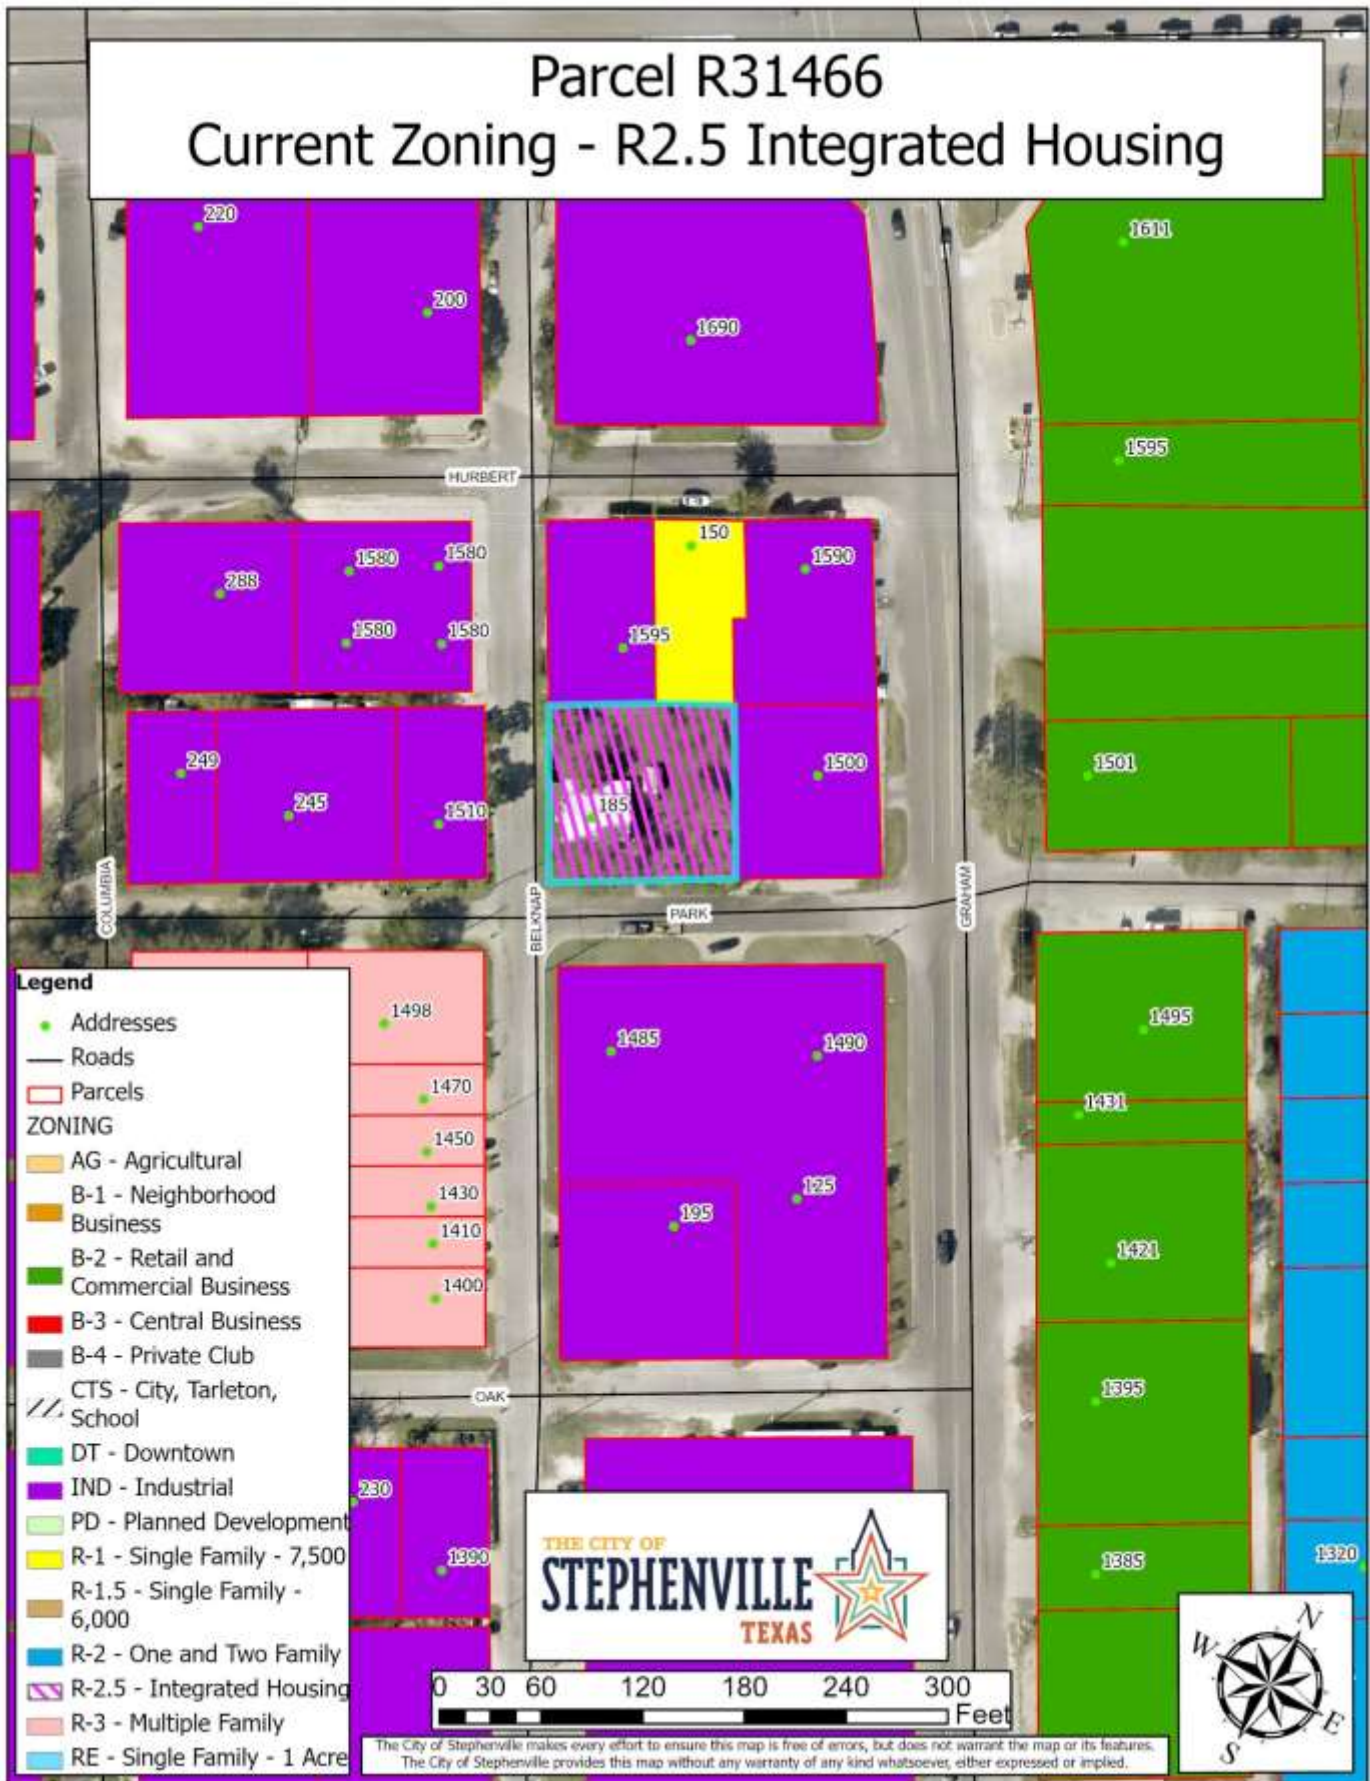 Parcel R31466
Current Zoning - R2.5 Integrated Housing
220
200
1690
1611
1595
HURBERT
150
1590
288
1580
1580
1580
1580
1595
249
245
1510
185
1500
1501
COLUMBIA
BELKNAP
PARK
GRAHAM
Legend
Addresses
Roads
Parcels
ZONING
AG - Agricultural
B-1 - Neighborhood
Business
B-2 - Retail and
Commercial Business
B-3 - Central Business
B-4 - Private Club
CTS - City, Tarleton,
School
DT - Downtown
IND - Industrial
PD - Planned Development
R-1 - Single Family - 7,500
R-1.5 - Single Family -
6,000
R-2 - One and Two Family
R-2.5 - Integrated Housing
R-3 - Multiple Family
RE - Single Family - 1 Acre
1498
1470
1450
1430
1410
1400
1485
1490
195
125
1495
1431
1421
1395
1385
1320
OAK
230
1390
THE CITY OF
STEPHENVILLE
TEXAS
N
W
E
S
0 30 60 120 180 240 300
Feet
The City of Stephenville makes every effort to ensure this map is free of errors, but does not warrant the map or its features.
The City of Stephenville provides this map without any warranty of any kind whatsoever, either expressed or implied.